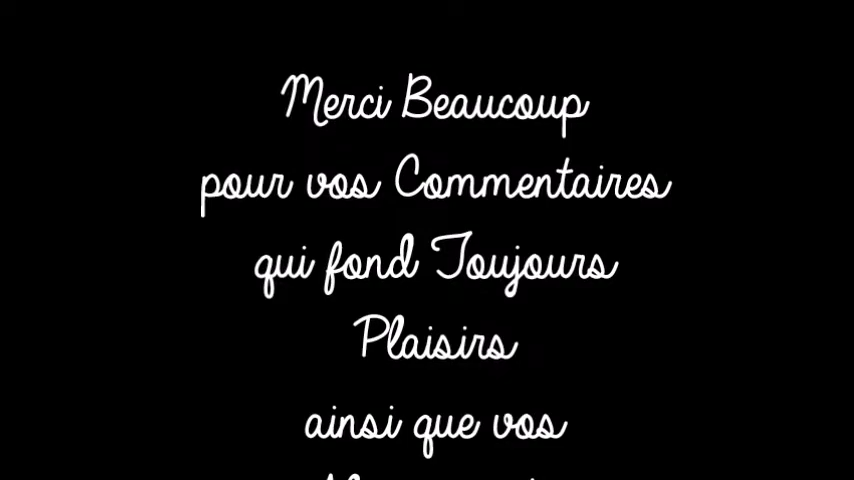 Merci Beaucoup
pour vos Commentaires
qui fond Toujours
Plaisirs
ainsi que vos